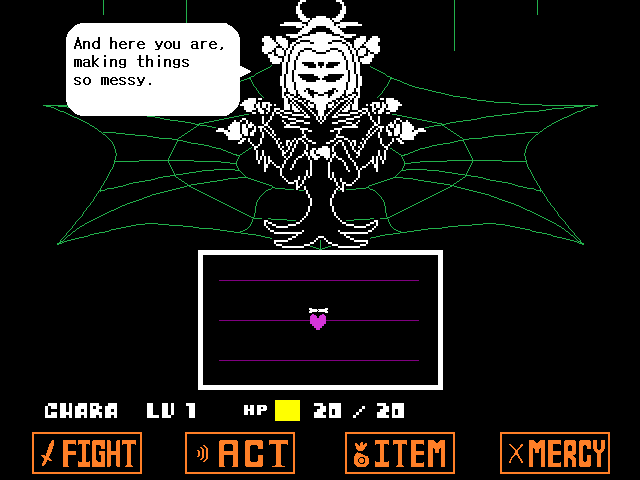 And here you are,
making things
so messy.
CHARA LV 1 HP 20 / 20
FIGHT ACT ITEM MERCY